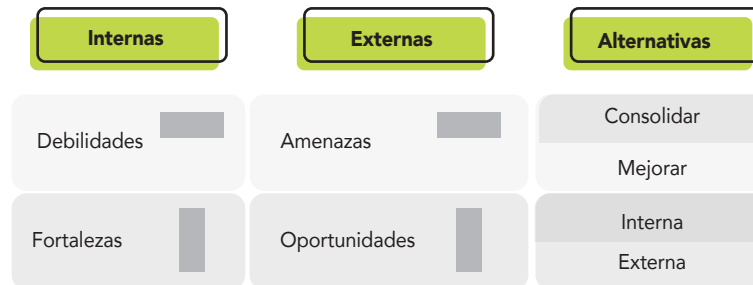 Internas
Externas
Alternativas
Debilidades
Amenazas
Consolidar
Mejorar
Fortalezas
Oportunidades
Interna
Externa